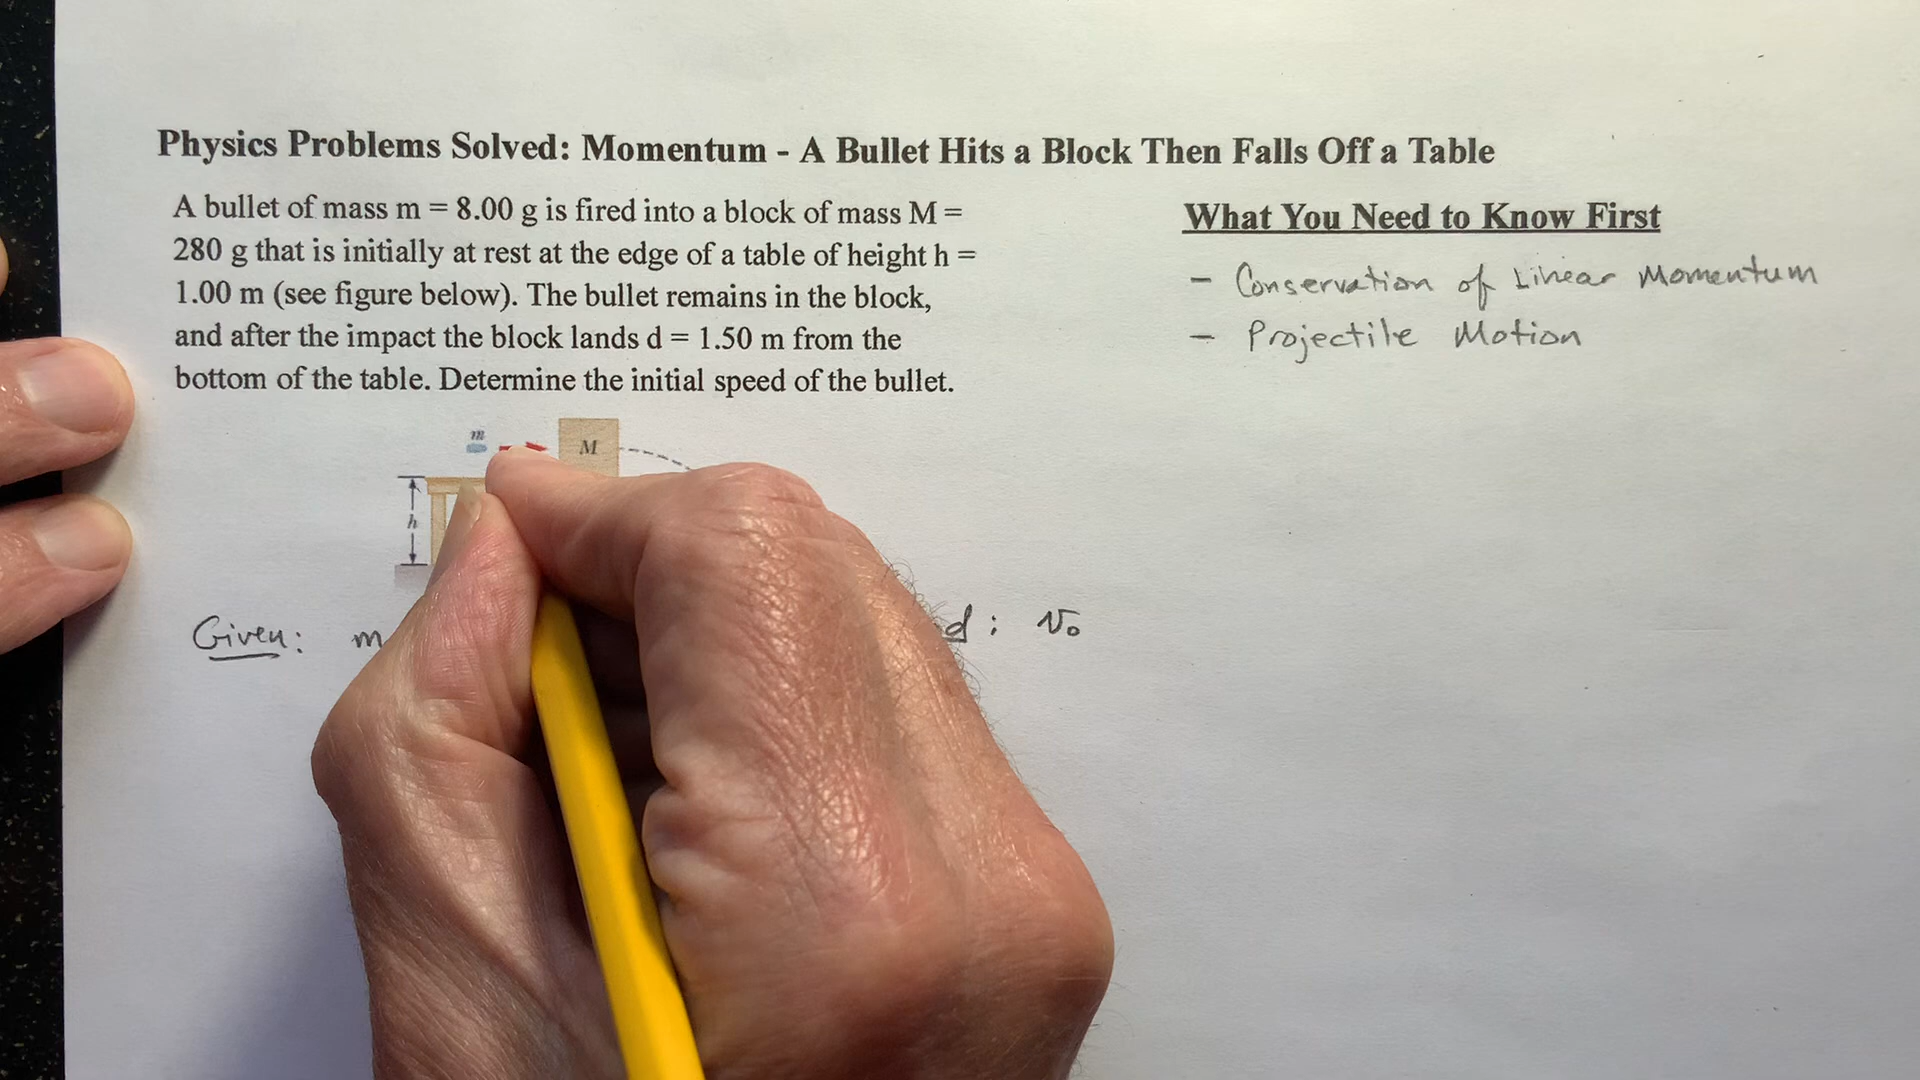 Physics Problems Solved: Momentum - A Bullet Hits a Block Then Falls Off a Table
A bullet of mass m = 8.00 g is fired into a block of mass M =
280 g that is initially at rest at the edge of a table of height h =
1.00 m (see figure below). The bullet remains in the block,
and after the impact the block lands d = 1.50 m from the
bottom of the table. Determine the initial speed of the bullet.
What You Need to Know First
- Conservation of Linear Momentum
- Projectile Motion
m
M
h
Given: m
d: v₀